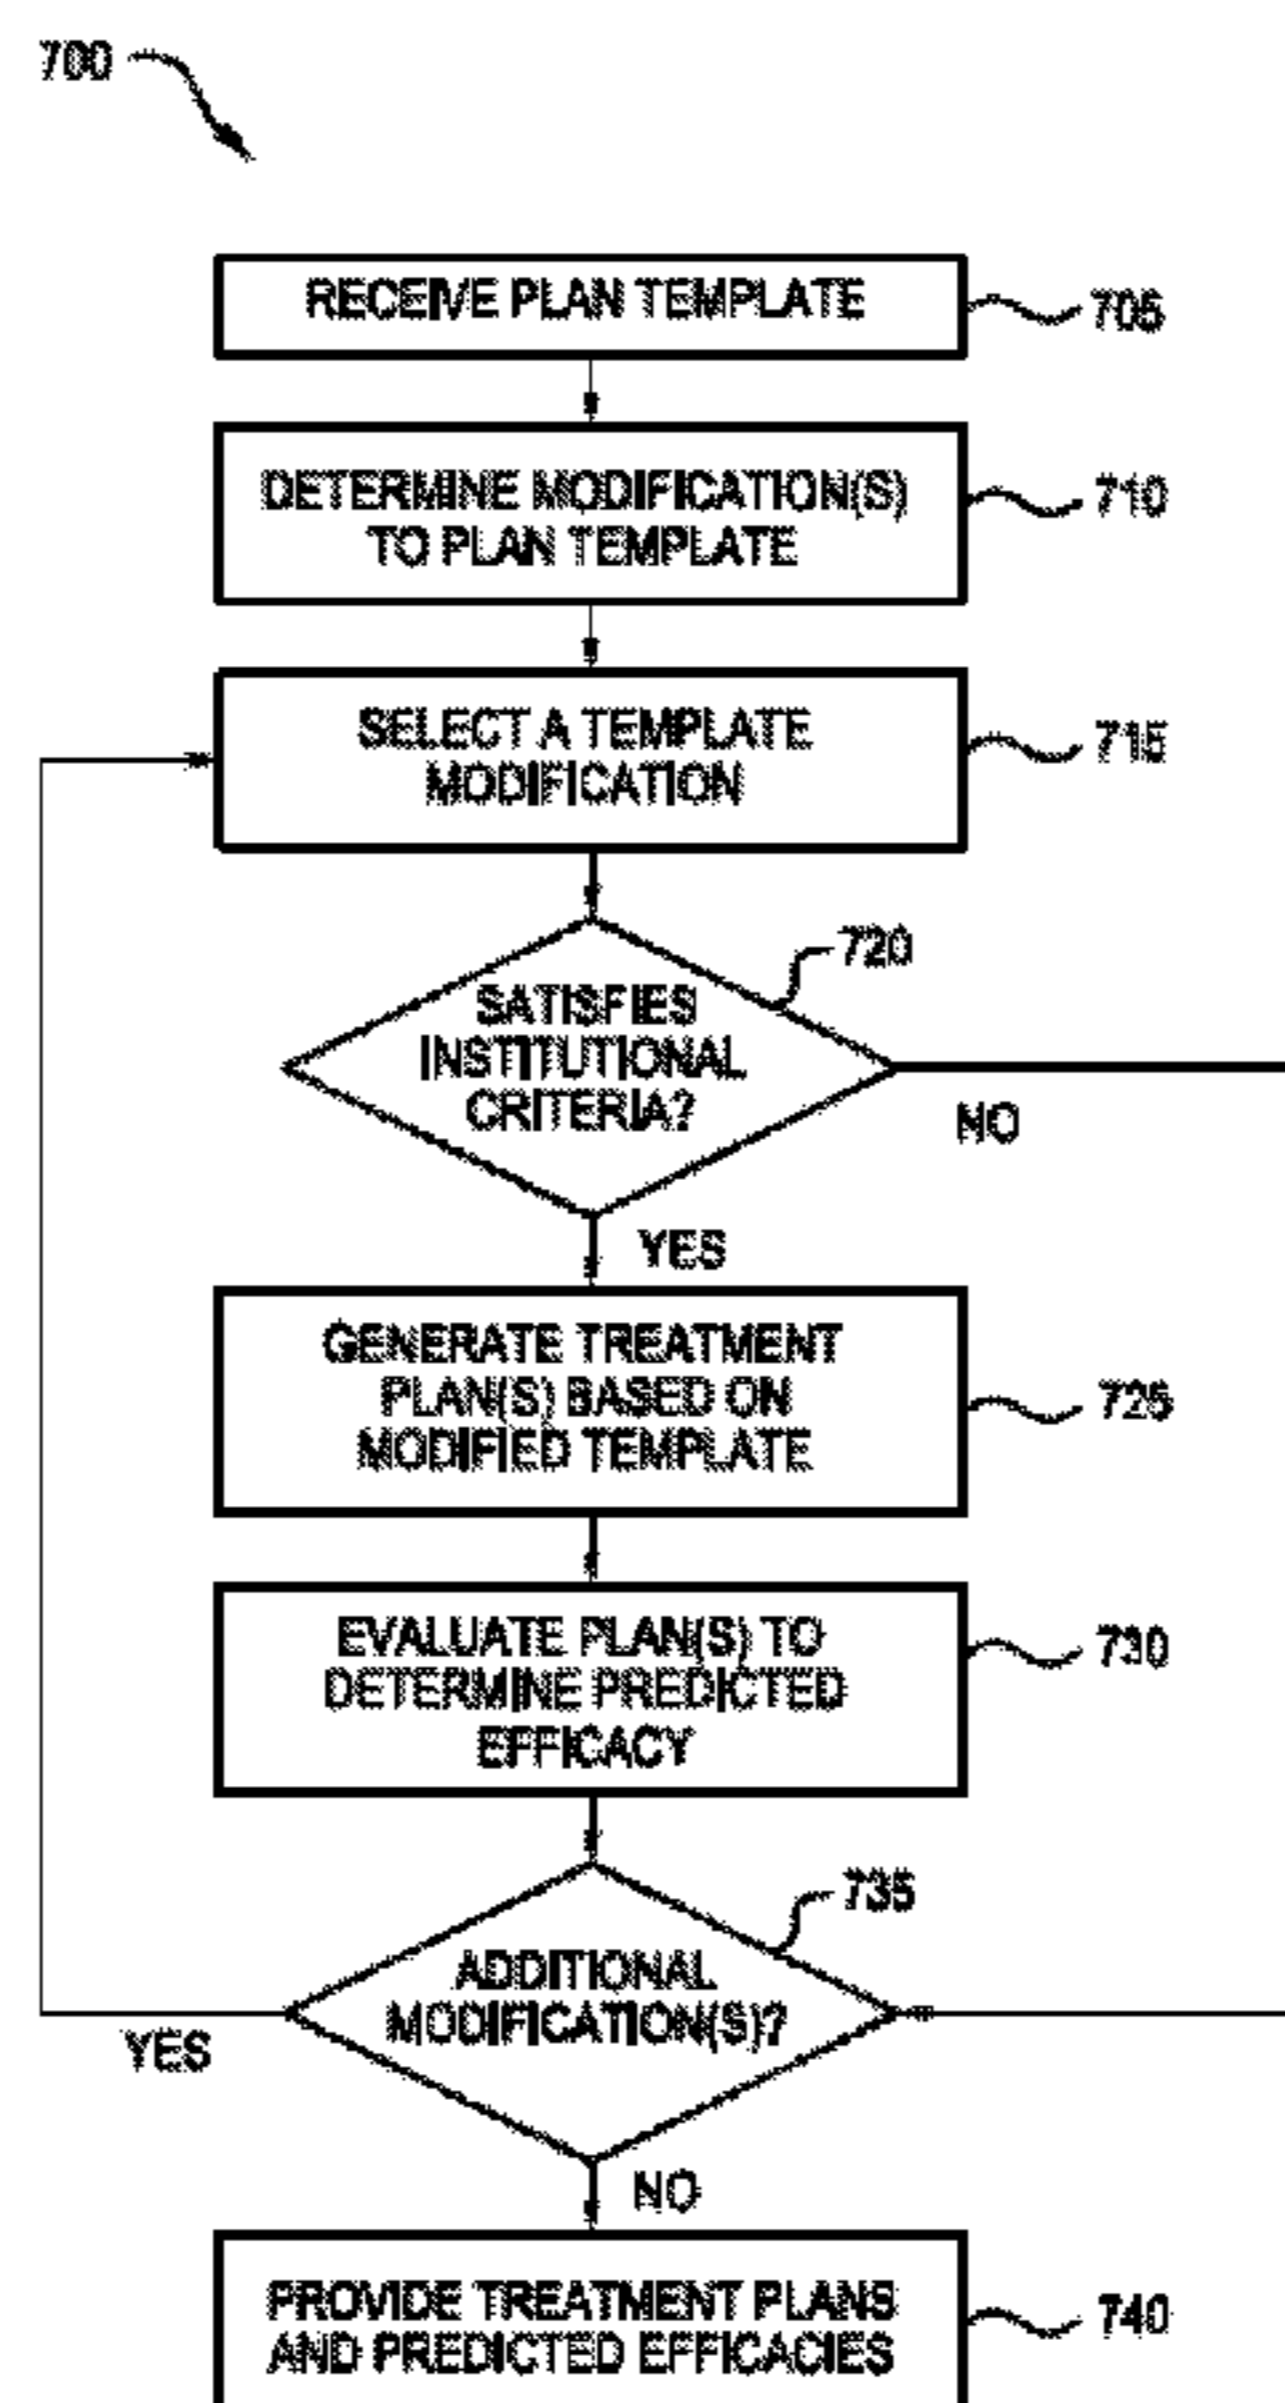 700
RECEIVE PLAN TEMPLATE
705
DETERMINE MODIFICATION(S)
TO PLAN TEMPLATE
710
SELECT A TEMPLATE
MODIFICATION
715
720
SATISFIES
INSTITUTIONAL
CRITERIA?
NO
YES
GENERATE TREATMENT
PLAN(S) BASED ON
MODIFIED TEMPLATE
725
EVALUATE PLAN(S) TO
DETERMINE PREDICTED
EFFICACY
730
735
ADDITIONAL
MODIFICATION(S)?
YES
NO
PROVIDE TREATMENT PLANS
AND PREDICTED EFFICACIES
740